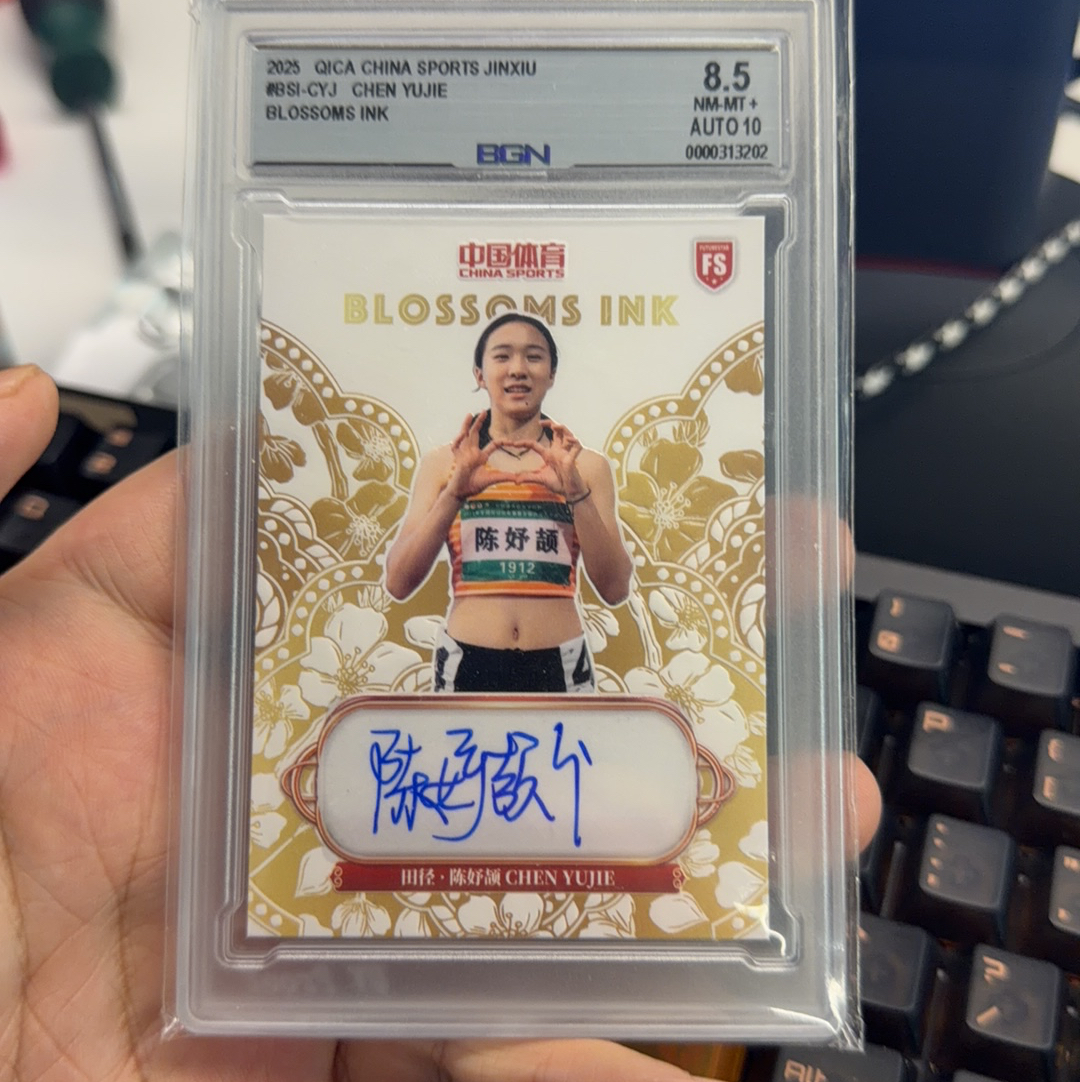 2025 QICA CHINA SPORTS JINXIU
#BSI-CYJ CHEN YUJIE
BLOSSOMS INK
8.5
NM-MT+
AUTO 10
0000313202
BGN
中国体育
CHINA SPORTS
FUTURE STAR
FS
BLOSSOMS INK
陈妤颉
1912
陈妤颉
田径·陈妤颉 CHEN YUJIE
P